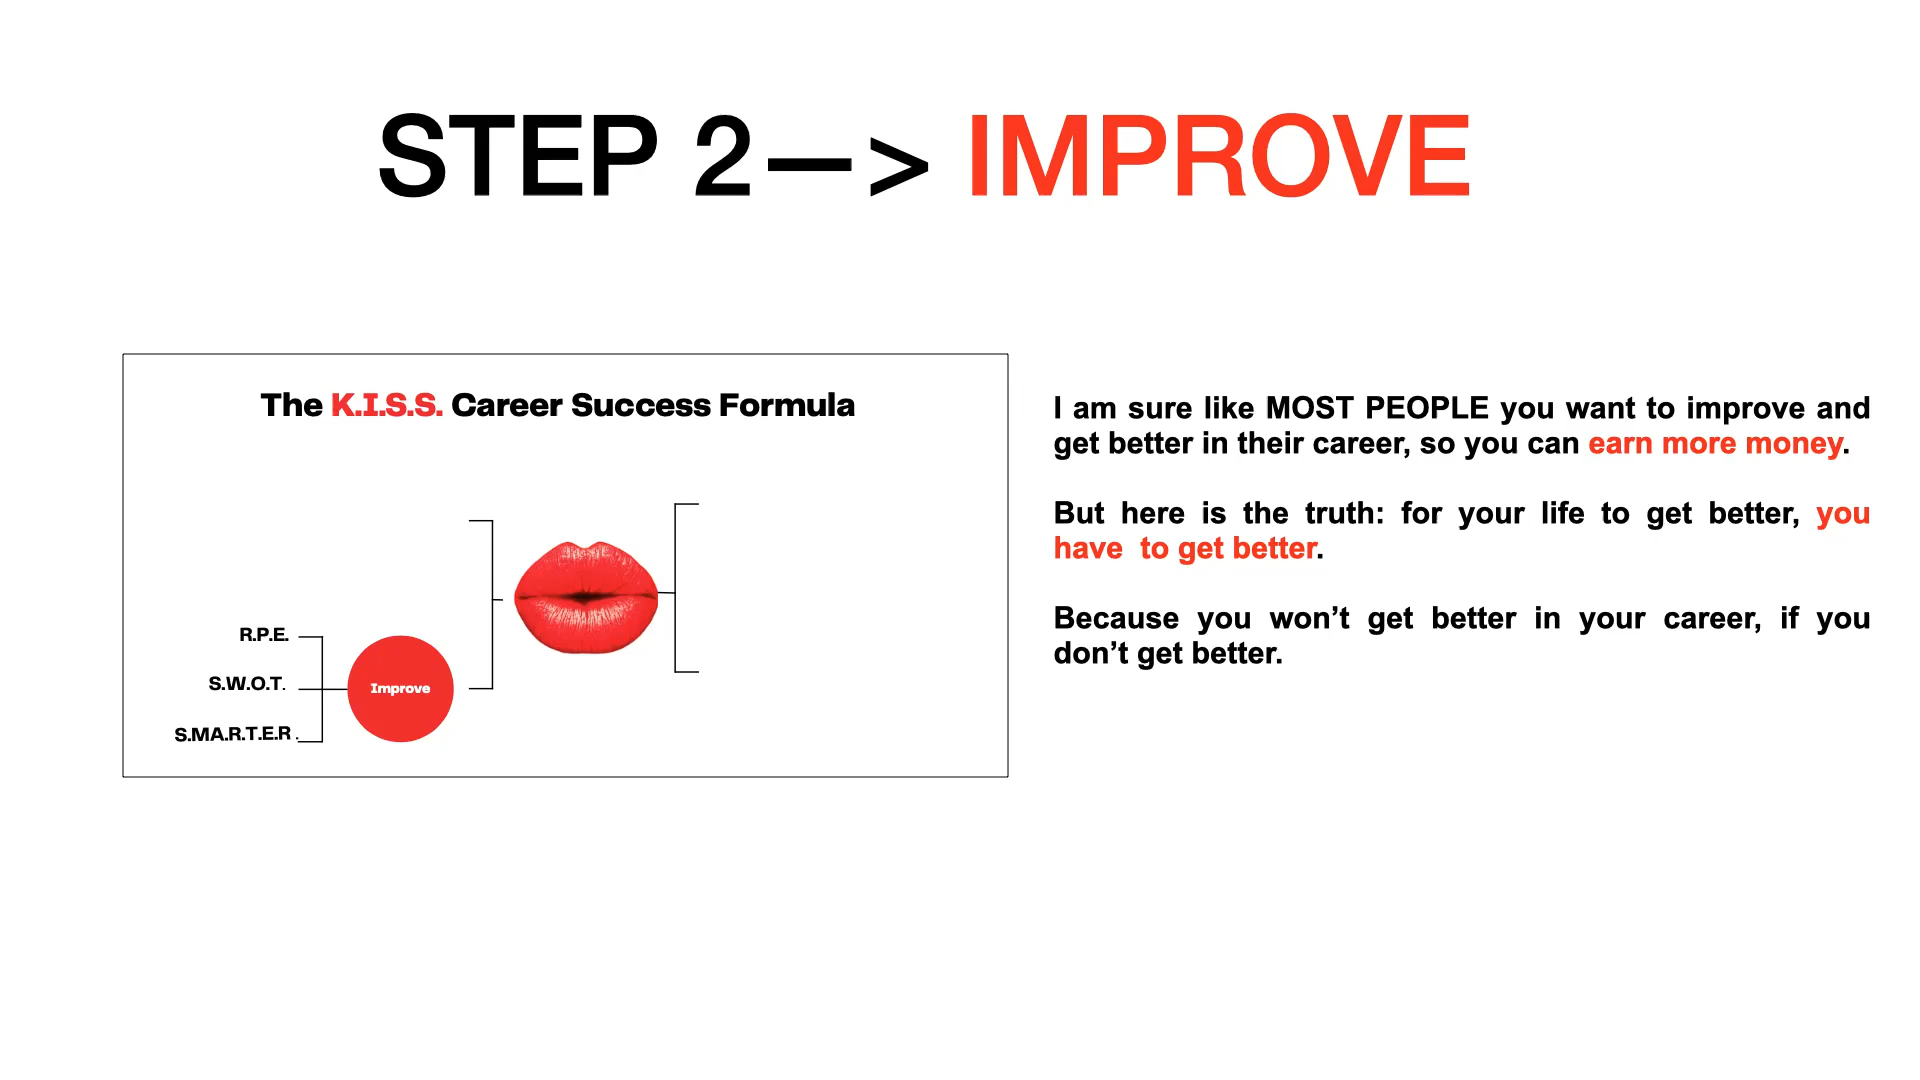 STEP 2—> IMPROVE
The K.I.S.S. Career Success Formula
R.P.E.
S.W.O.T.
S.MA.R.T.E.R .
Improve
I am sure like MOST PEOPLE you want to improve and
get better in their career, so you can earn more money.
But here is the truth: for your life to get better, you
have  to get better.
Because you won’t get better in your career, if you
don’t get better.